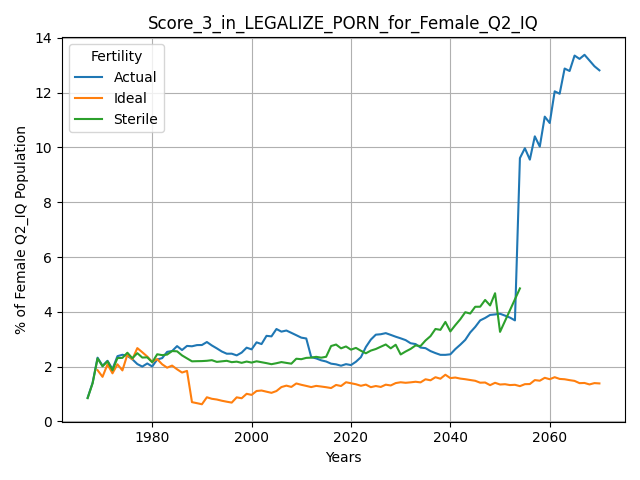 Score_3_in_LEGALIZE_PORN_for_Female_Q2_IQ
Fertility
Actual
Ideal
Sterile
% of Female Q2_IQ Population
14
12
10
8
6
4
2
0
1980
2000
2020
2040
2060
Years